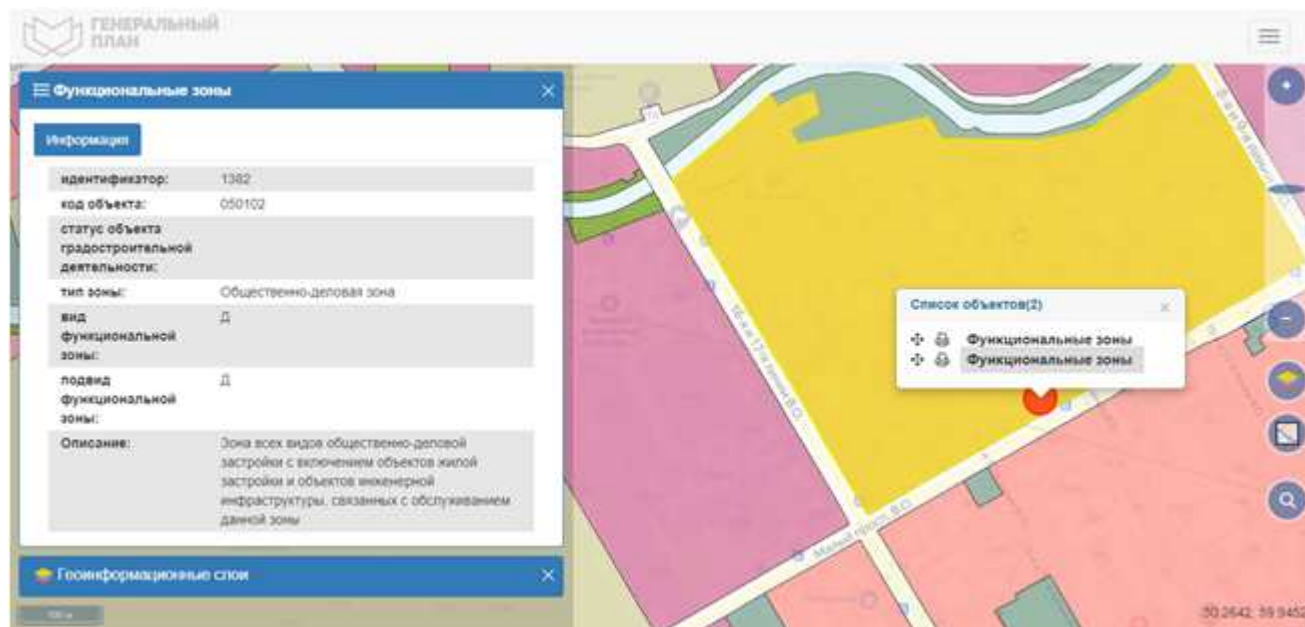 ГЕНЕРАЛЬНЫЙ
ПЛАН
Функциональные зоны
Информация
идентификатор: 1382
код объекта: 050102
статус объекта
градостроительной
деятельности:
тип зоны: Общественно-деловая зона
вид Д
функциональной
зоны:
подвид Д
функциональной
зоны:
Описание: Зона всех видов общественно-деловой
застройки с включением объектов жилой
застройки и объектов инженерной
инфраструктуры, связанных с обслуживанием
данной зоны
Геоинформационные слои
Список объектов(2)
Функциональные зоны
Функциональные зоны
16-я и 17-я линии В.О.
Малый просп. В.О.
30.2642, 59.9452